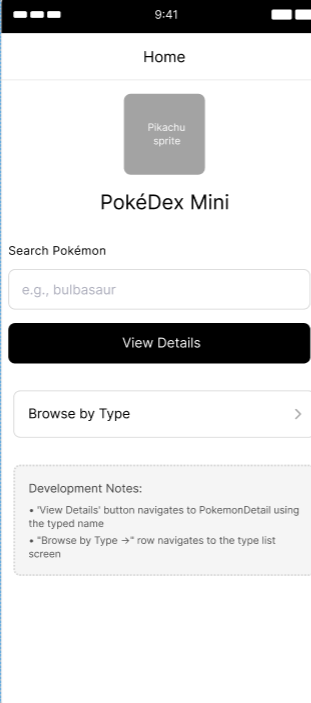 9:41
Home
Pikachu
sprite
PokéDex Mini
Search Pokémon
e.g., bulbasaur
View Details
Browse by Type
Development Notes:
• 'View Details' button navigates to PokemonDetail using
the typed name
• "Browse by Type →" row navigates to the type list
screen